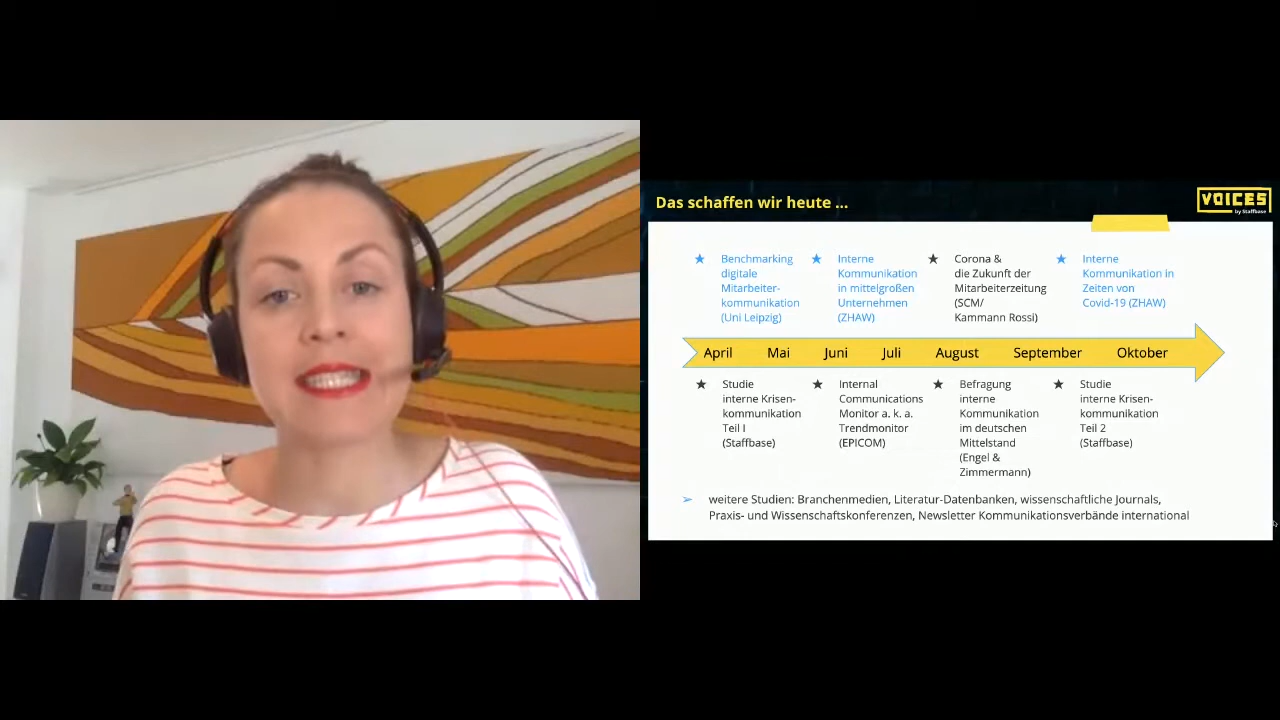 Das schaffen wir heute ...
VOICES
by Staffbase
Benchmarking
digitale
Mitarbeiter-
kommunikation
(Uni Leipzig)
Interne
Kommunikation
in mittelgroßen
Unternehmen
(ZHAW)
Corona &
die Zukunft der
Mitarbeiterzeitung
(SCM/
Kammann Rossi)
Interne
Kommunikation in
Zeiten von
Covid-19 (ZHAW)
April Mai Juni Juli August September Oktober
Studie
interne Krisen-
kommunikation
Teil I
(Staffbase)
Internal
Communications
Monitor a. k. a.
Trendmonitor
(EPICOM)
Befragung
interne
Kommunikation
im deutschen
Mittelstand
(Engel &
Zimmermann)
Studie
interne Krisen-
kommunikation
Teil 2
(Staffbase)
weitere Studien: Branchenmedien, Literatur-Datenbanken, wissenschaftliche Journals,
Praxis- und Wissenschaftskonferenzen, Newsletter Kommunikationsverbände international